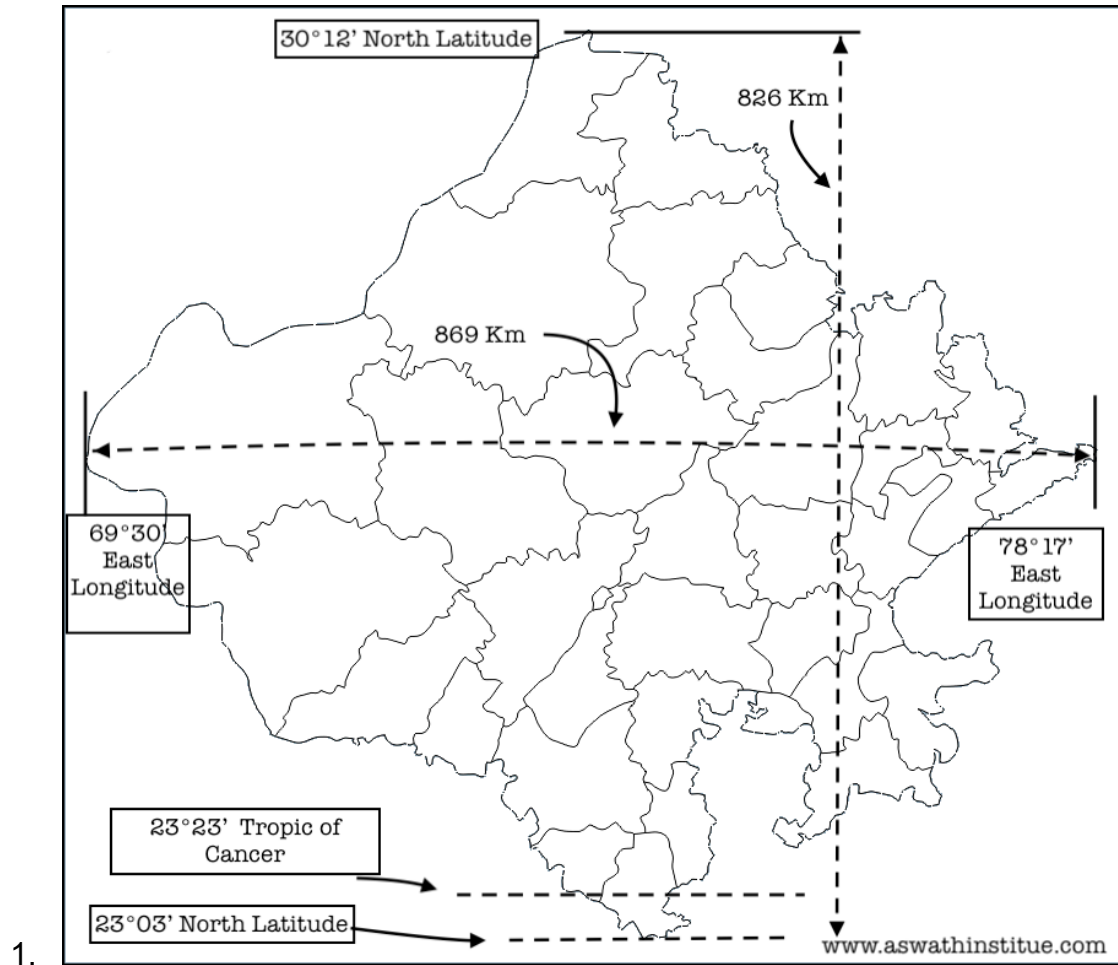 30°12’ North Latitude
826 Km
869 Km
69°30’
East
Longitude
78°17’
East
Longitude
23°23’ Tropic of
Cancer
23°03’ North Latitude
www.aswathinstitue.com
1.